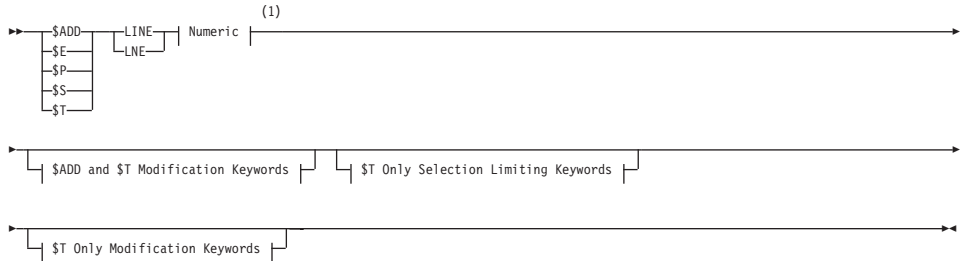 (1)
$ADD LINE Numeric
$E LNE
$P
$S
$T
$ADD and $T Modification Keywords $T Only Selection Limiting Keywords
$T Only Modification Keywords